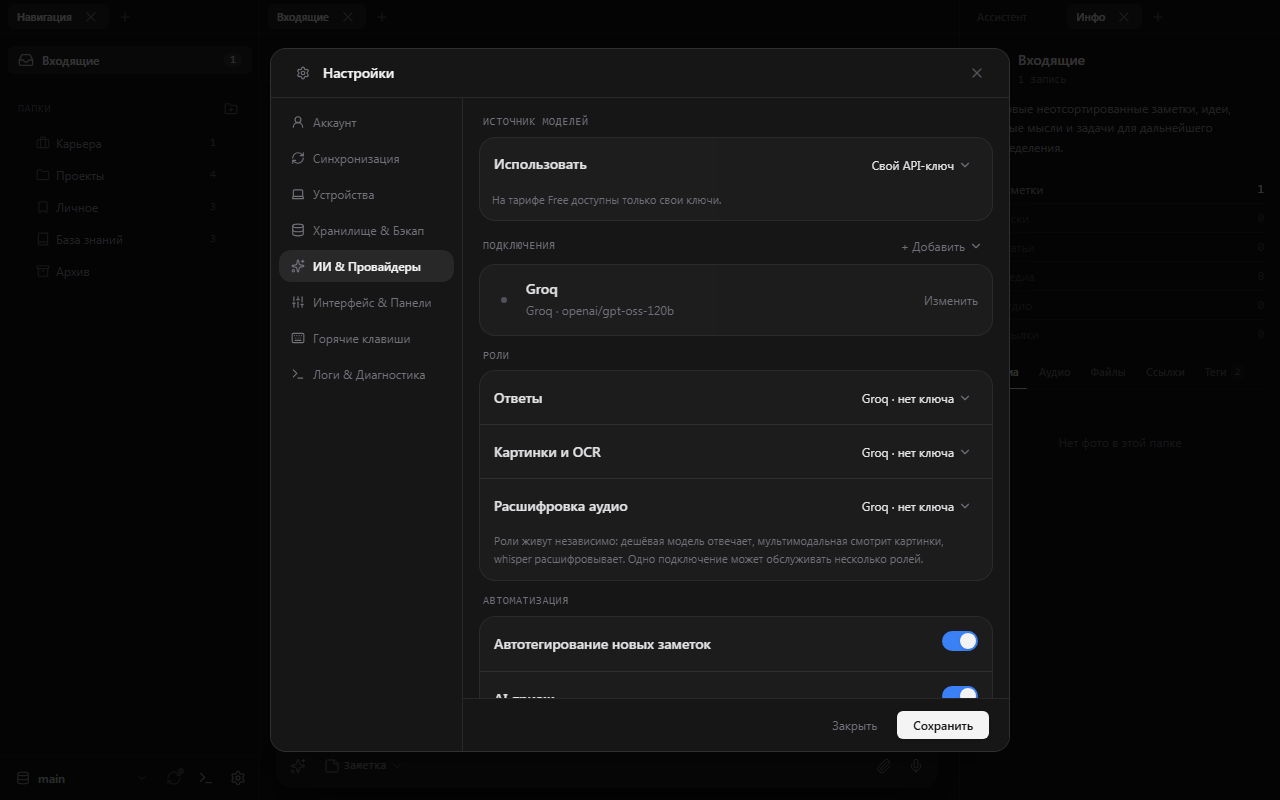 Навигация
Входящие
Ассистент
Инфо
Входящие
1
ПАПКИ
Карьера
1
Проекты
4
Личное
3
База знаний
3
Архив
main
Настройки
Аккаунт
Синхронизация
Устройства
Хранилище & Бэкап
ИИ & Провайдеры
Интерфейс & Панели
Горячие клавиши
Логи & Диагностика
ИСТОЧНИК МОДЕЛЕЙ
Использовать
Свой API-ключ
На тарифе Free доступны только свои ключи.
ПОДКЛЮЧЕНИЯ
+ Добавить
Groq
Groq · openai/gpt-oss-120b
Изменить
РОЛИ
Ответы
Groq · нет ключа
Картинки и OCR
Groq · нет ключа
Расшифровка аудио
Groq · нет ключа
Роли живут независимо: дешёвая модель отвечает, мультимодальная смотрит картинки,
whisper расшифровывает. Одно подключение может обслуживать несколько ролей.
АВТОМАТИЗАЦИЯ
Автотегирование новых заметок
Закрыть
Сохранить
Заметка
Входящие
1 запись
неотсортированные заметки, идеи,
мысли и задачи для дальнейшего
1
0
0
0
0
0
Аудио
Файлы
Ссылки
Теги
2
Нет фото в этой папке